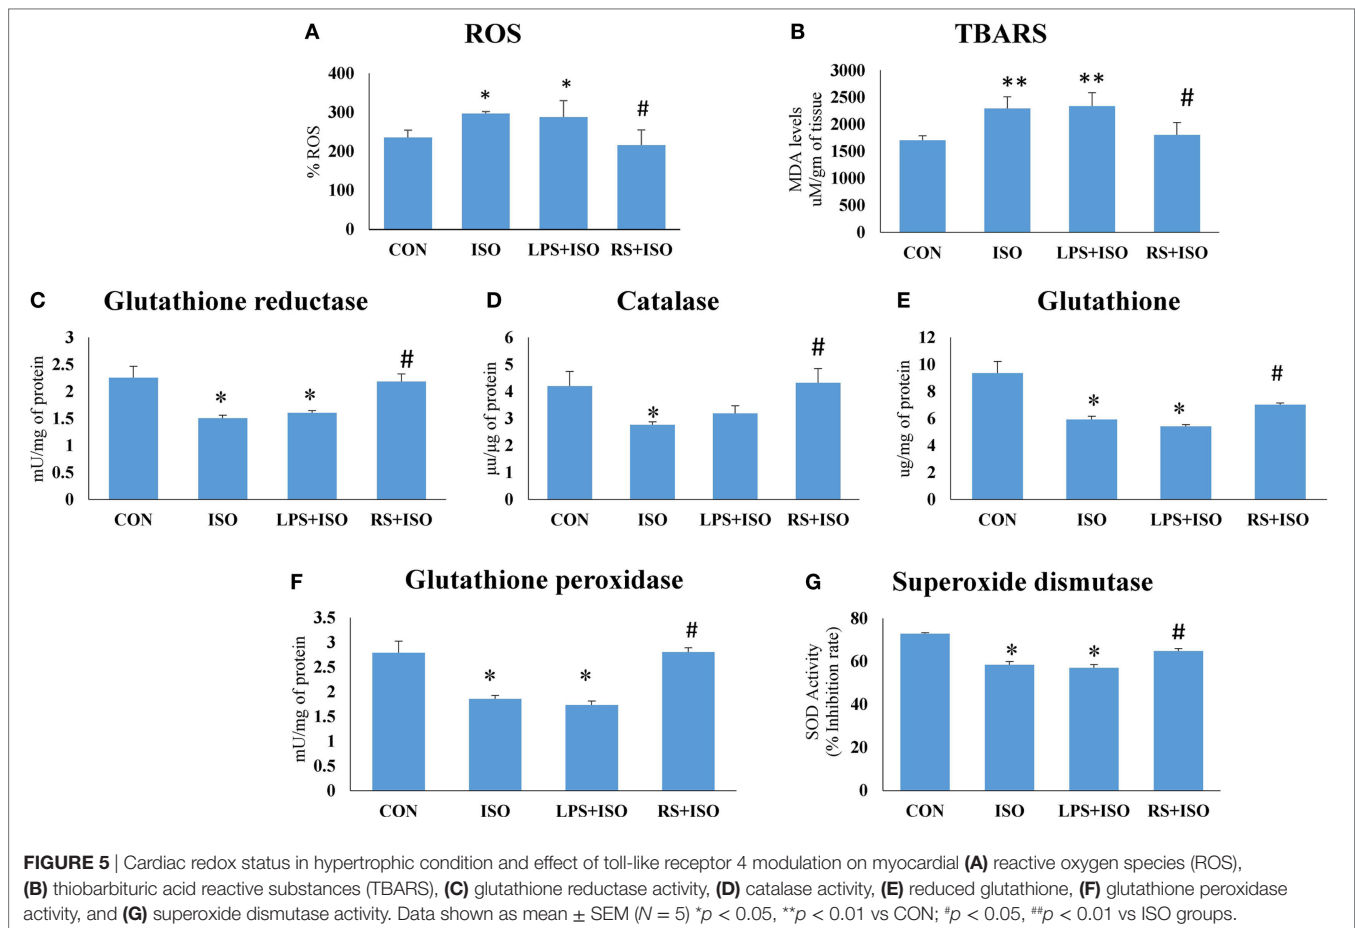 A ROS
* * #
% ROS
400
300
200
100
0
CON ISO LPS+ISO RS+ISO
B TBARS
** ** #
MDA levels
uM/gm of tissue
3000
2500
2000
1500
1000
500
0
CON ISO LPS+ISO RS+ISO
C Glutathione reductase
* * #
mU/mg of protein
3
2.5
2
1.5
1
0.5
0
CON ISO LPS+ISO RS+ISO
D Catalase
* #
μu/μg of protein
6
5
4
3
2
1
0
CON ISO LPS+ISO RS+ISO
E Glutathione
* * #
ug/mg of protein
12
10
8
6
4
2
0
CON ISO LPS+ISO RS+ISO
F Glutathione peroxidase
* * #
mU/mg of protein
3.5
3
2.5
2
1.5
1
0.5
0
CON ISO LPS+ISO RS+ISO
G Superoxide dismutase
* * #
SOD Activity
(% Inhibition rate)
80
60
40
20
0
CON ISO LPS+ISO RS+ISO
FIGURE 5 | Cardiac redox status in hypertrophic condition and effect of toll-like receptor 4 modulation on myocardial (A) reactive oxygen species (ROS),
(B) thiobarbituric acid reactive substances (TBARS), (C) glutathione reductase activity, (D) catalase activity, (E) reduced glutathione, (F) glutathione peroxidase
activity, and (G) superoxide dismutase activity. Data shown as mean ± SEM (N = 5) *p < 0.05, **p < 0.01 vs CON; #p < 0.05, ##p < 0.01 vs ISO groups.